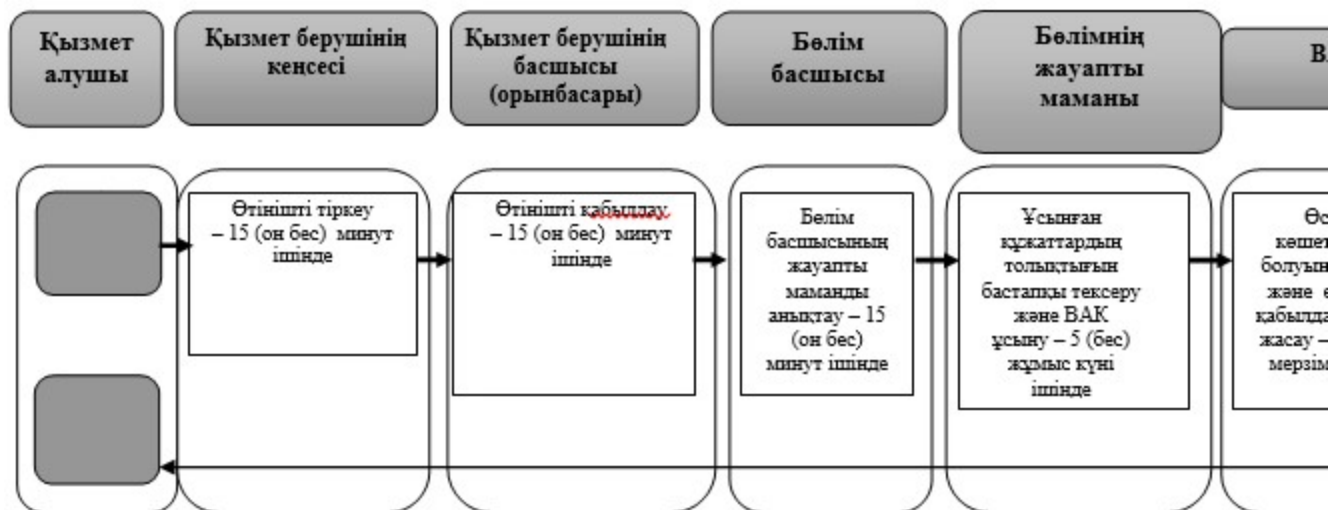 Қызмет
алушы
Қызмет берушінің
кеңсесі
Қызмет берушінің
басшысы
(орынбасары)
Бөлім
басшысы
Бөлімнің
жауапты
маманы
Өтінішті тіркеу
– 15 (он бес) минут
ішінде
Өтінішті қабылдау
– 15 (он бес) минут
ішінде
Бөлім
басшысының
жауапты
маманды
анықтау – 15
(он бес)
минут ішінде
Ұсынған
құжаттардың
толықтығын
бастапқы тексеру
және ВАК
ұсыну – 5 (бес)
жұмыс күні
ішінде
және
жасау –